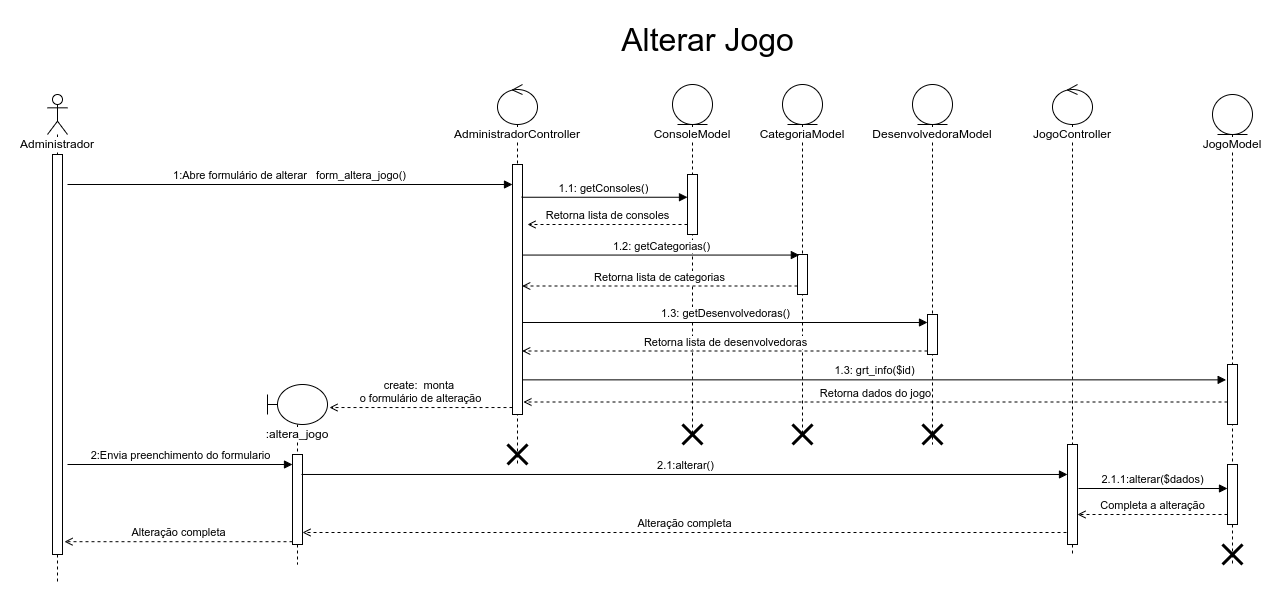 Alterar Jogo
Administrador
AdministradorController
ConsoleModel
CategoriaModel
DesenvolvedoraModel
JogoController
JogoModel
1:Abre formulário de alterar   form_altera_jogo()
1.1: getConsoles()
Retorna lista de consoles
1.2: getCategorias()
Retorna lista de categorias
1.3: getDesenvolvedoras()
Retorna lista de desenvolvedoras
1.3: grt_info($id)
Retorna dados do jogo
create:  monta
o formulário de alteração
:altera_jogo
2:Envia preenchimento do formulario
2.1:alterar()
2.1.1:alterar($dados)
Completa a alteração
Alteração completa
Alteração completa